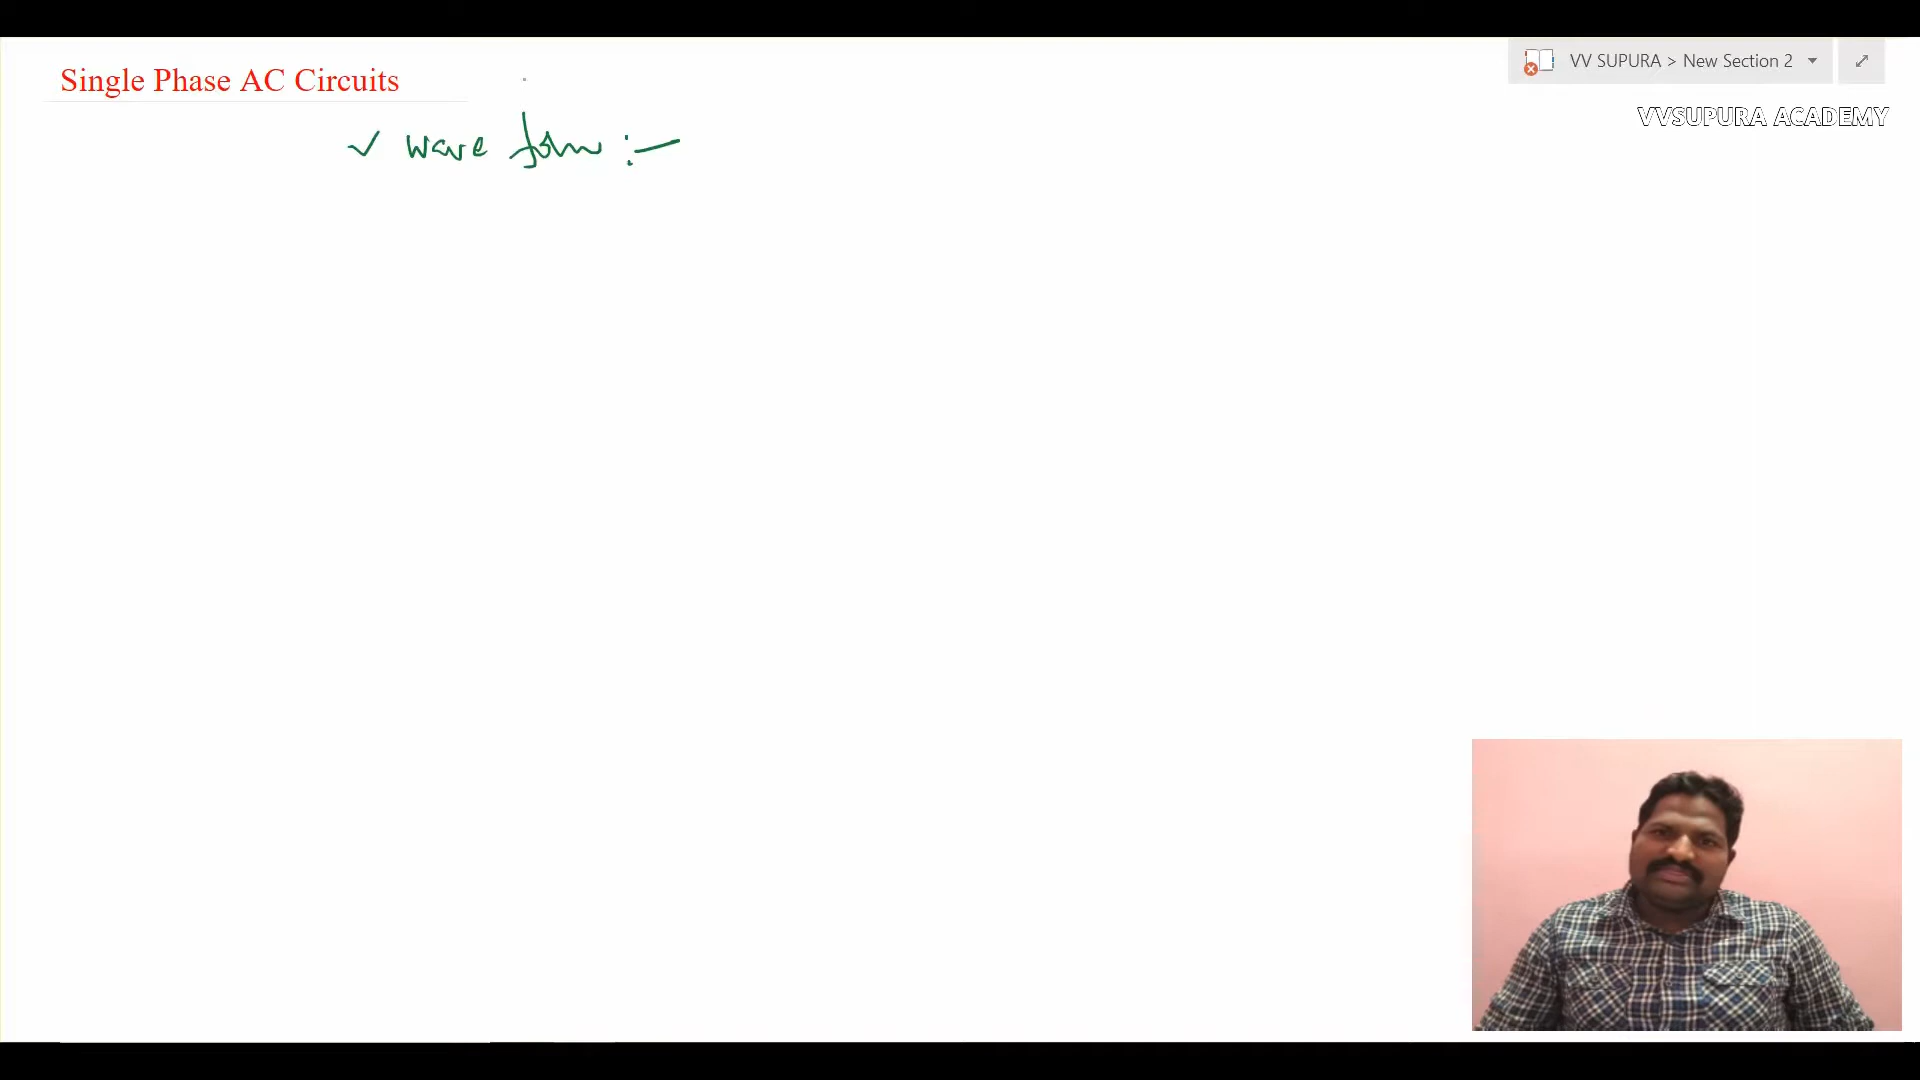 Single Phase AC Circuits
VV SUPURA > New Section 2
VVSUPURA ACADEMY
✓ wave form :-